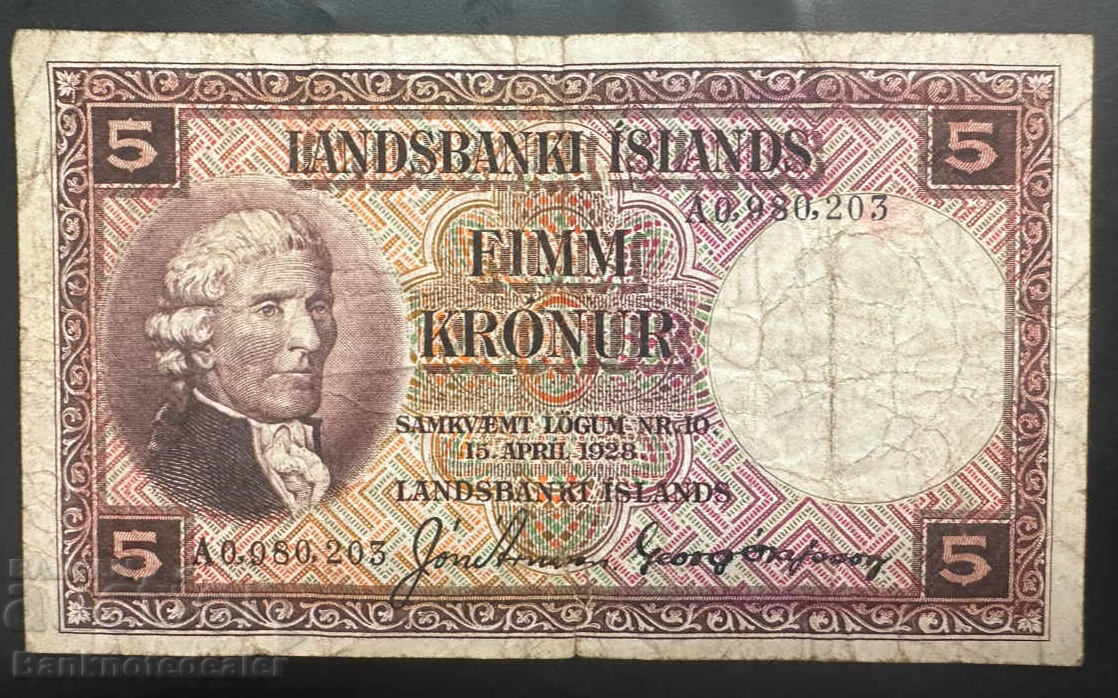 5 LANDSBANKI ÍSLANDS 5
A0,980,203
FIMM
KRÓNUR
SAMKVÆMT LÖGUM NR. 10.
15. APRIL 1928
LANDSBANKI ÍSLANDS
5 A0,980,203 5
Banknotedealer